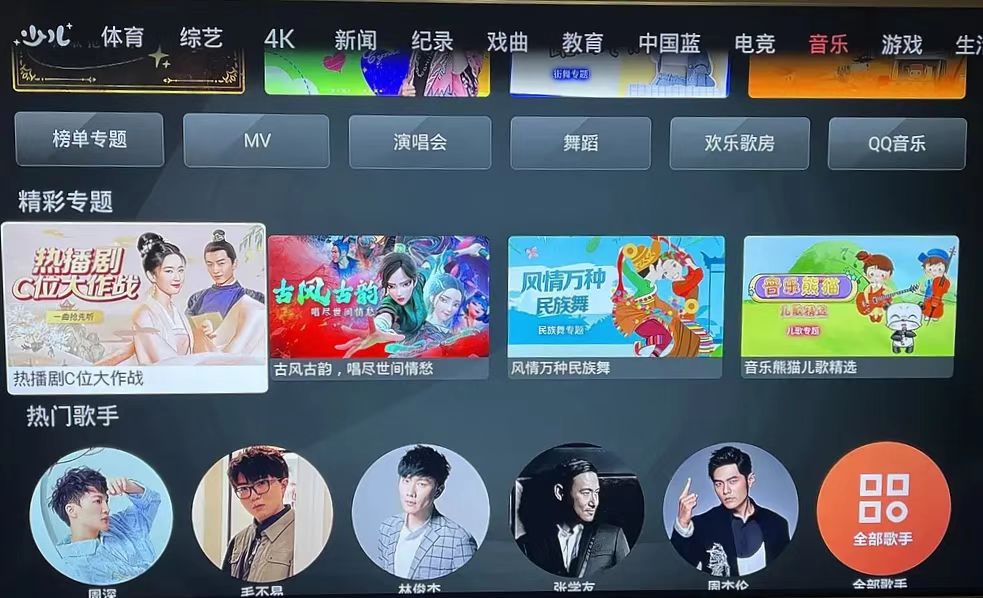 少儿 体育 综艺 4K 新闻 纪录 戏曲 教育 中国蓝 电竞 音乐 游戏 生
街舞专题
榜单专题 MV 演唱会 舞蹈 欢乐歌房 QQ音乐
精彩专题
热播剧
C位大作战
一曲抢先听
古风古韵
唱尽世间情愁
风情万种
民族舞
民族舞专题
音乐熊猫
儿歌精选
儿歌专题
热播剧C位大作战 古风古韵，唱尽世间情愁 风情万种民族舞 音乐熊猫儿歌精选
热门歌手
全部歌手
周深 毛不易 林俊杰 张学友 周杰伦 全部歌手